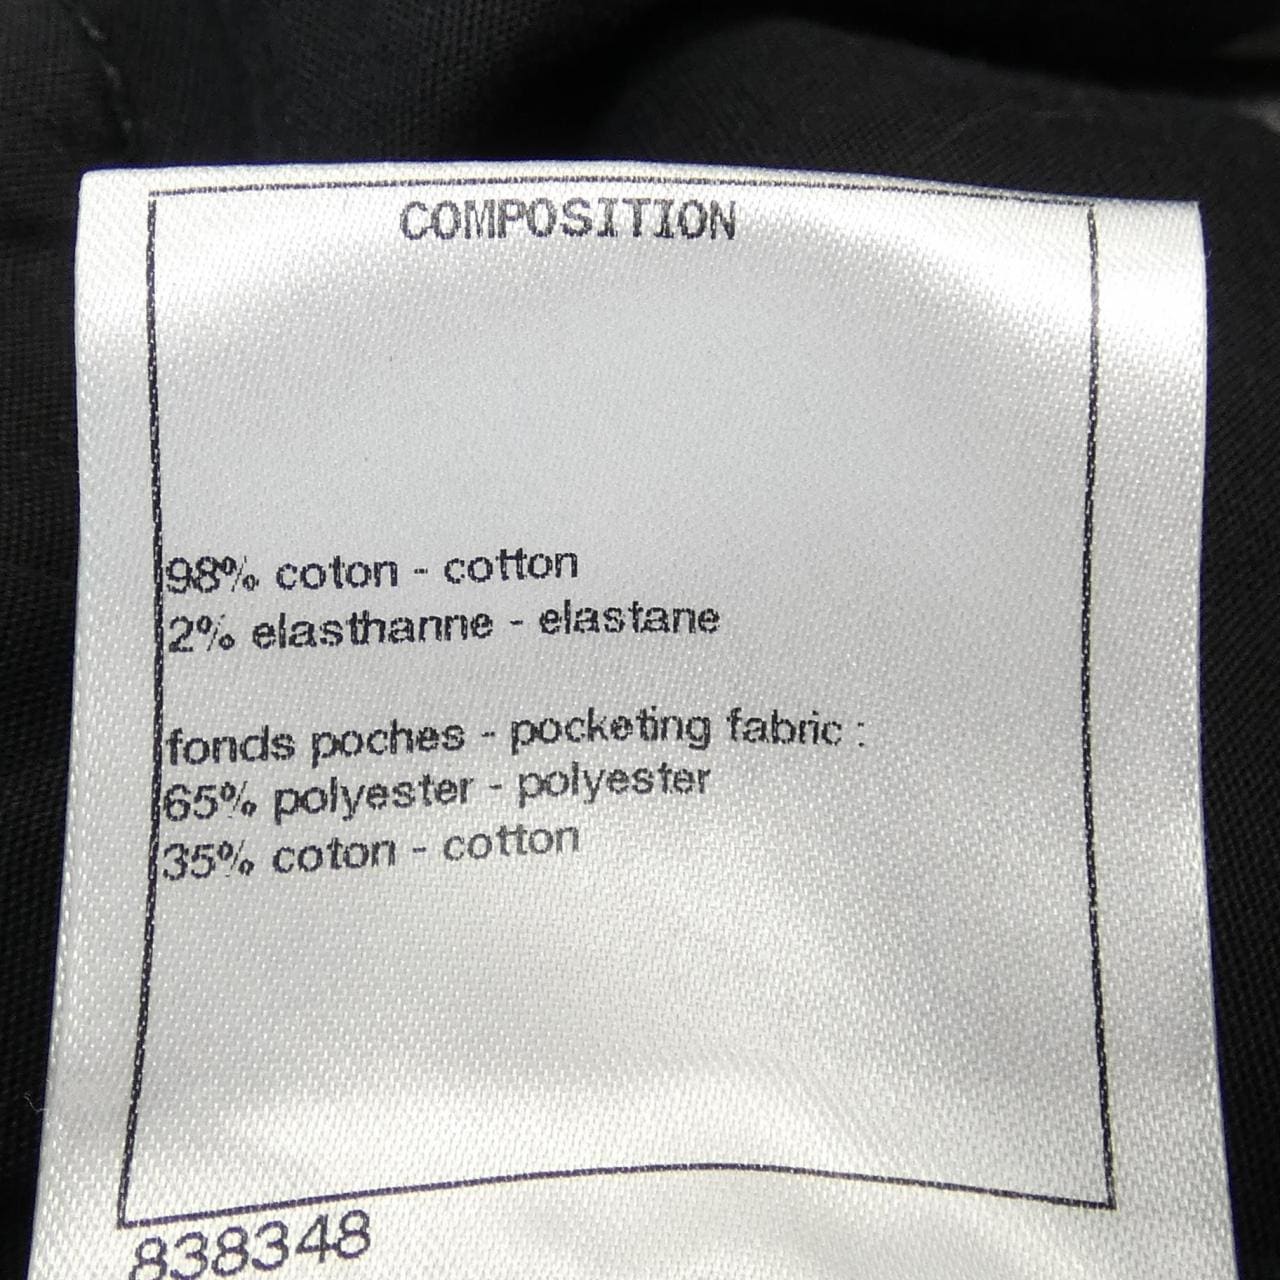 COMPOSITION
98% coton - cotton
2% elasthanne - elastane
fonds poches - pocketing fabric :
65% polyester - polyester
35% coton - cotton
838348